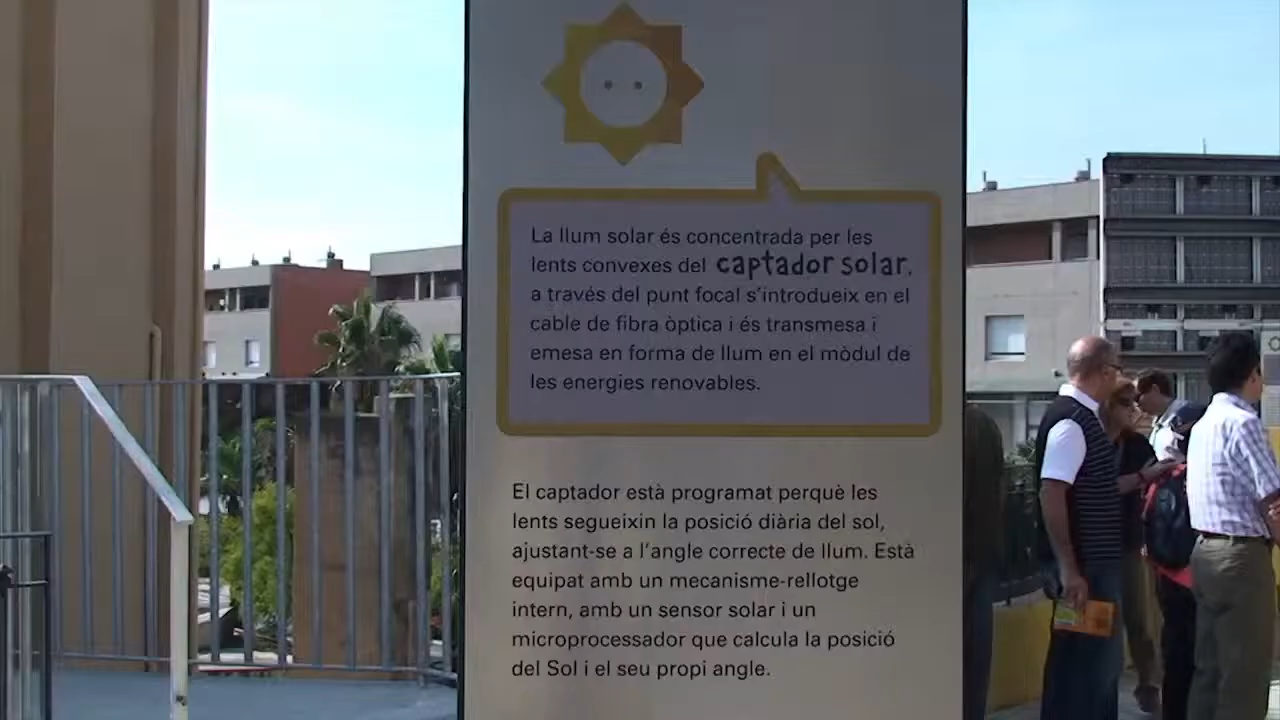 La llum solar és concentrada per les
lents convexes del captador solar,
a través del punt focal s'introdueix en el
cable de fibra òptica i és transmesa i
emesa en forma de llum en el mòdul de
les energies renovables.
El captador està programat perquè les
lents segueixin la posició diària del sol,
ajustant-se a l'angle correcte de llum. Està
equipat amb un mecanisme-rellotge
intern, amb un sensor solar i un
microprocessador que calcula la posició
del Sol i el seu propi angle.